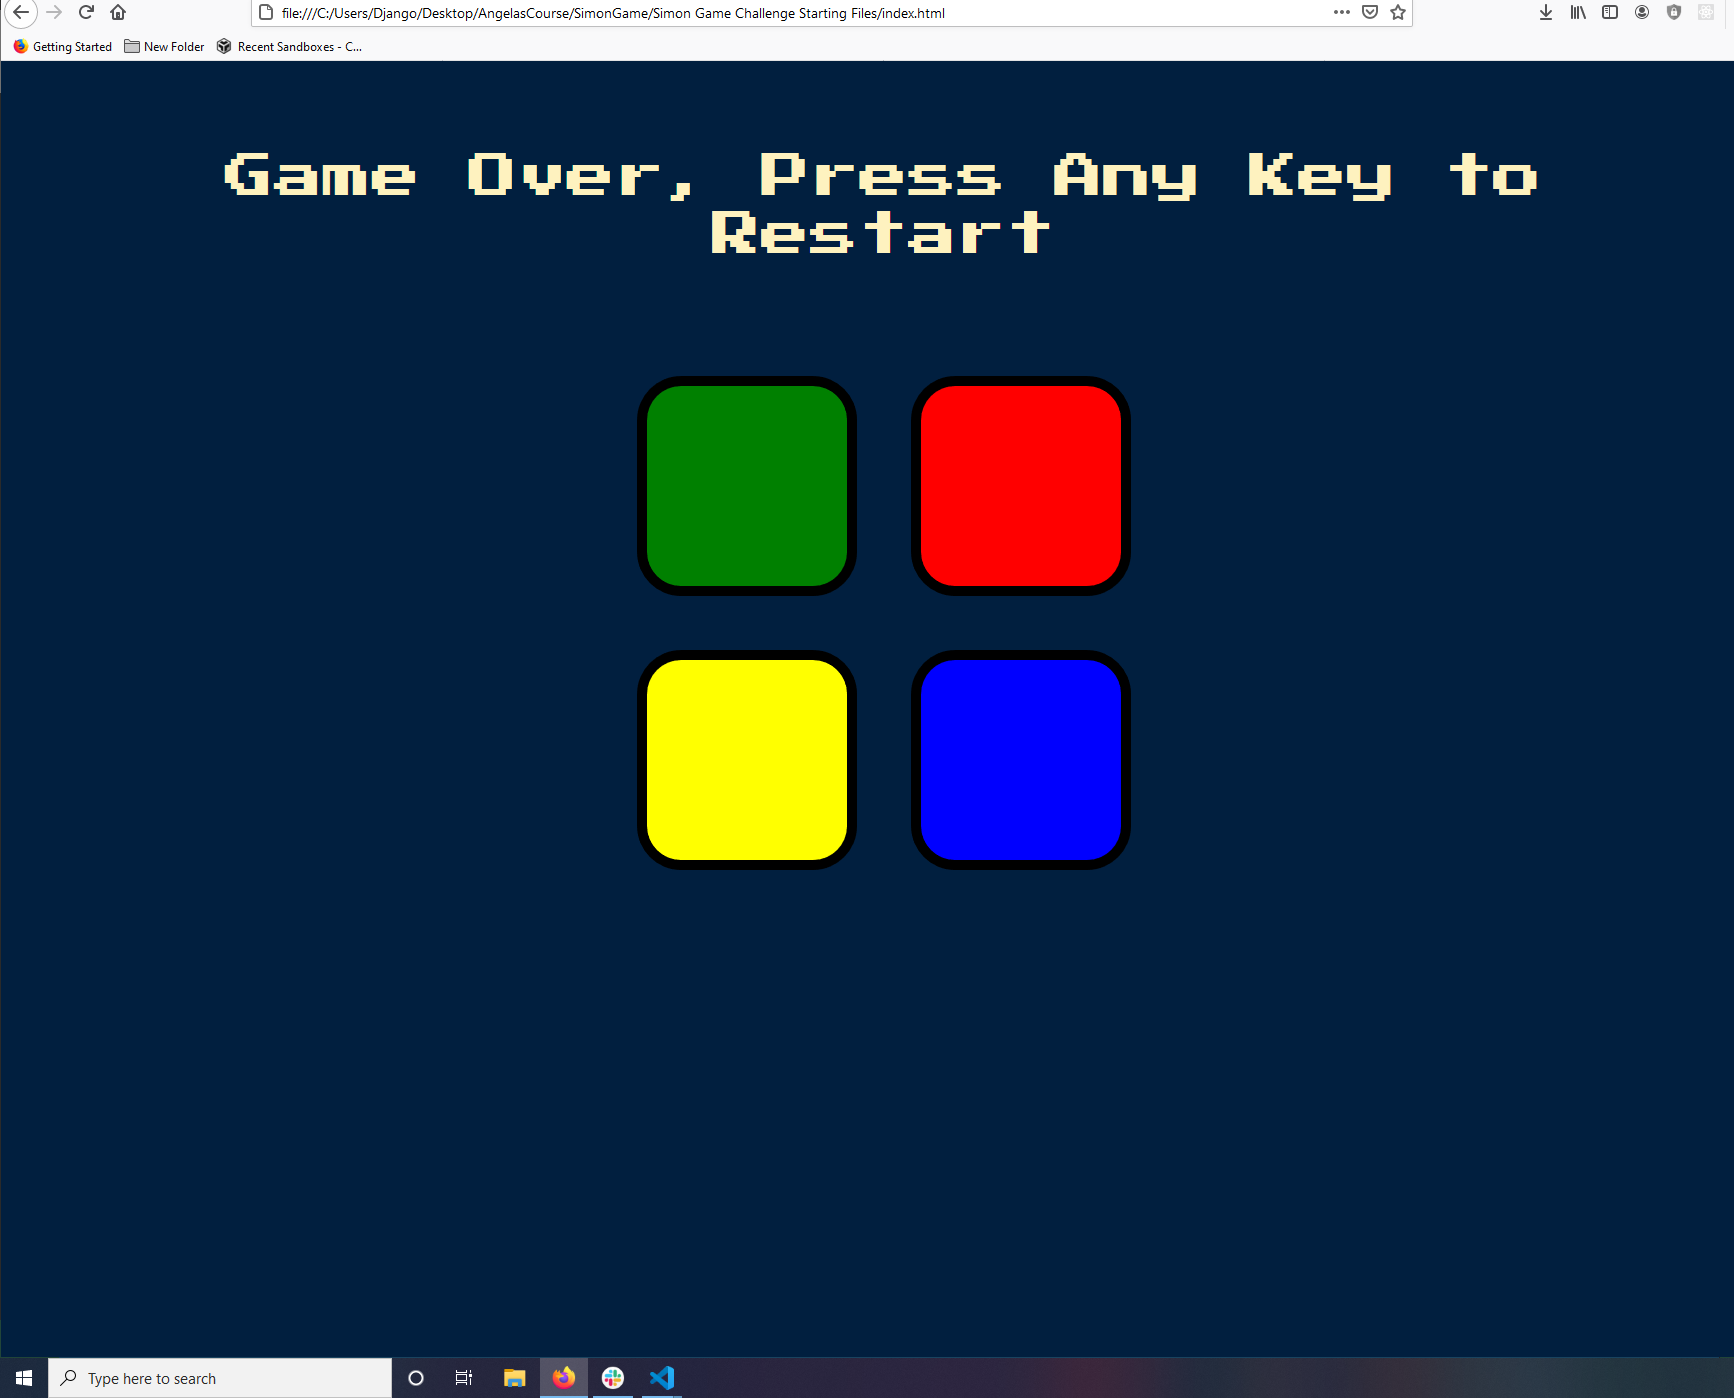 file:///C:/Users/Django/Desktop/AngelasCourse/SimonGame/Simon Game Challenge Starting Files/index.html
Getting Started New Folder Recent Sandboxes - C...
Game Over, Press Any Key to
Restart
Type here to search